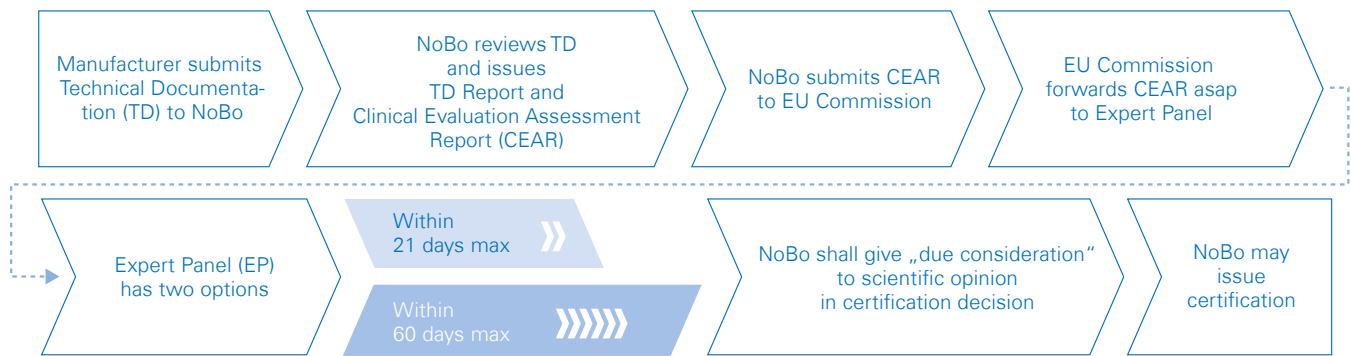 Manufacturer submits
Technical Documenta-
tion (TD) to NoBo
NoBo reviews TD
and issues
TD Report and
Clinical Evaluation Assessment
Report (CEAR)
NoBo submits CEAR
to EU Commission
EU Commission
forwards CEAR asap
to Expert Panel
Expert Panel (EP)
has two options
Within
21 days max
Within
60 days max
NoBo shall give „due consideration“
to scientific opinion
in certification decision
NoBo may
issue
certification